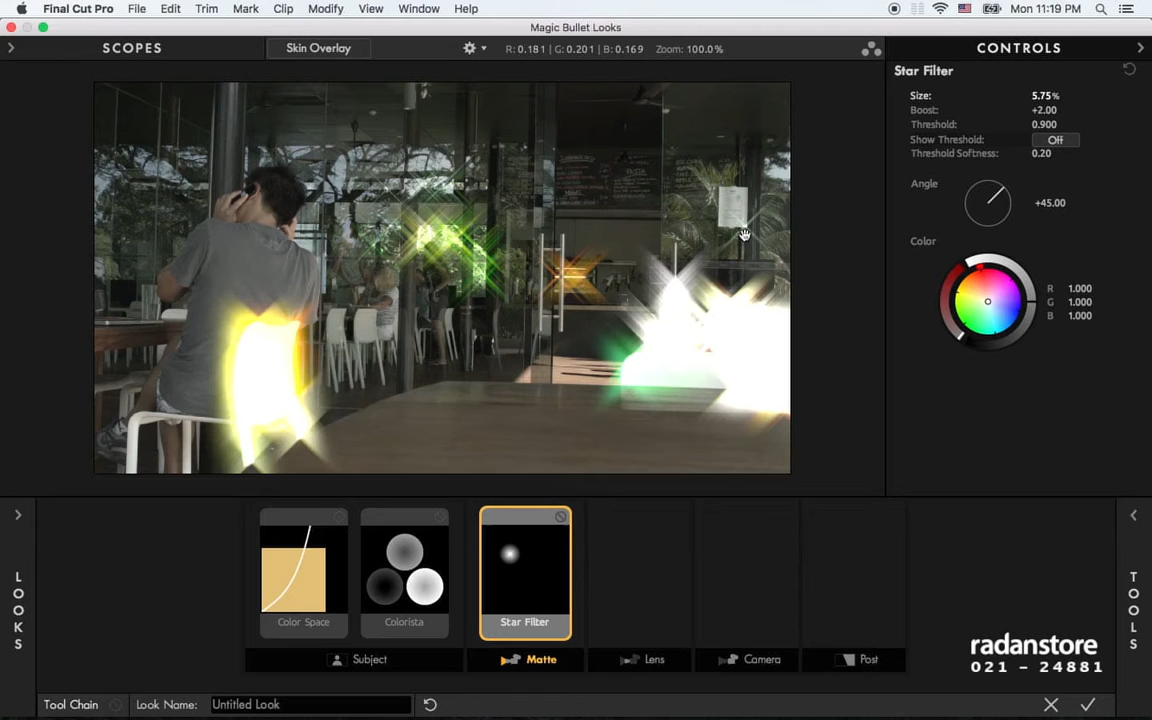 Final Cut Pro File Edit Trim Mark Clip Modify View Window Help Mon 11:19 PM
Magic Bullet Looks
SCOPES Skin Overlay R: 0.181 | G: 0.201 | B: 0.169 Zoom: 100.0% CONTROLS
Star Filter
Size: 5.75%
Boost: +2.00
Threshold: 0.900
Show Threshold: Off
Threshold Softness: 0.20
Angle +45.00
Color
R 1.000
G 1.000
B 1.000
LOOKS
TOOLS
Color Space Colorista Star Filter
Subject Matte Lens Camera Post
radanstore
021 - 24881
Tool Chain Look Name: Untitled Look